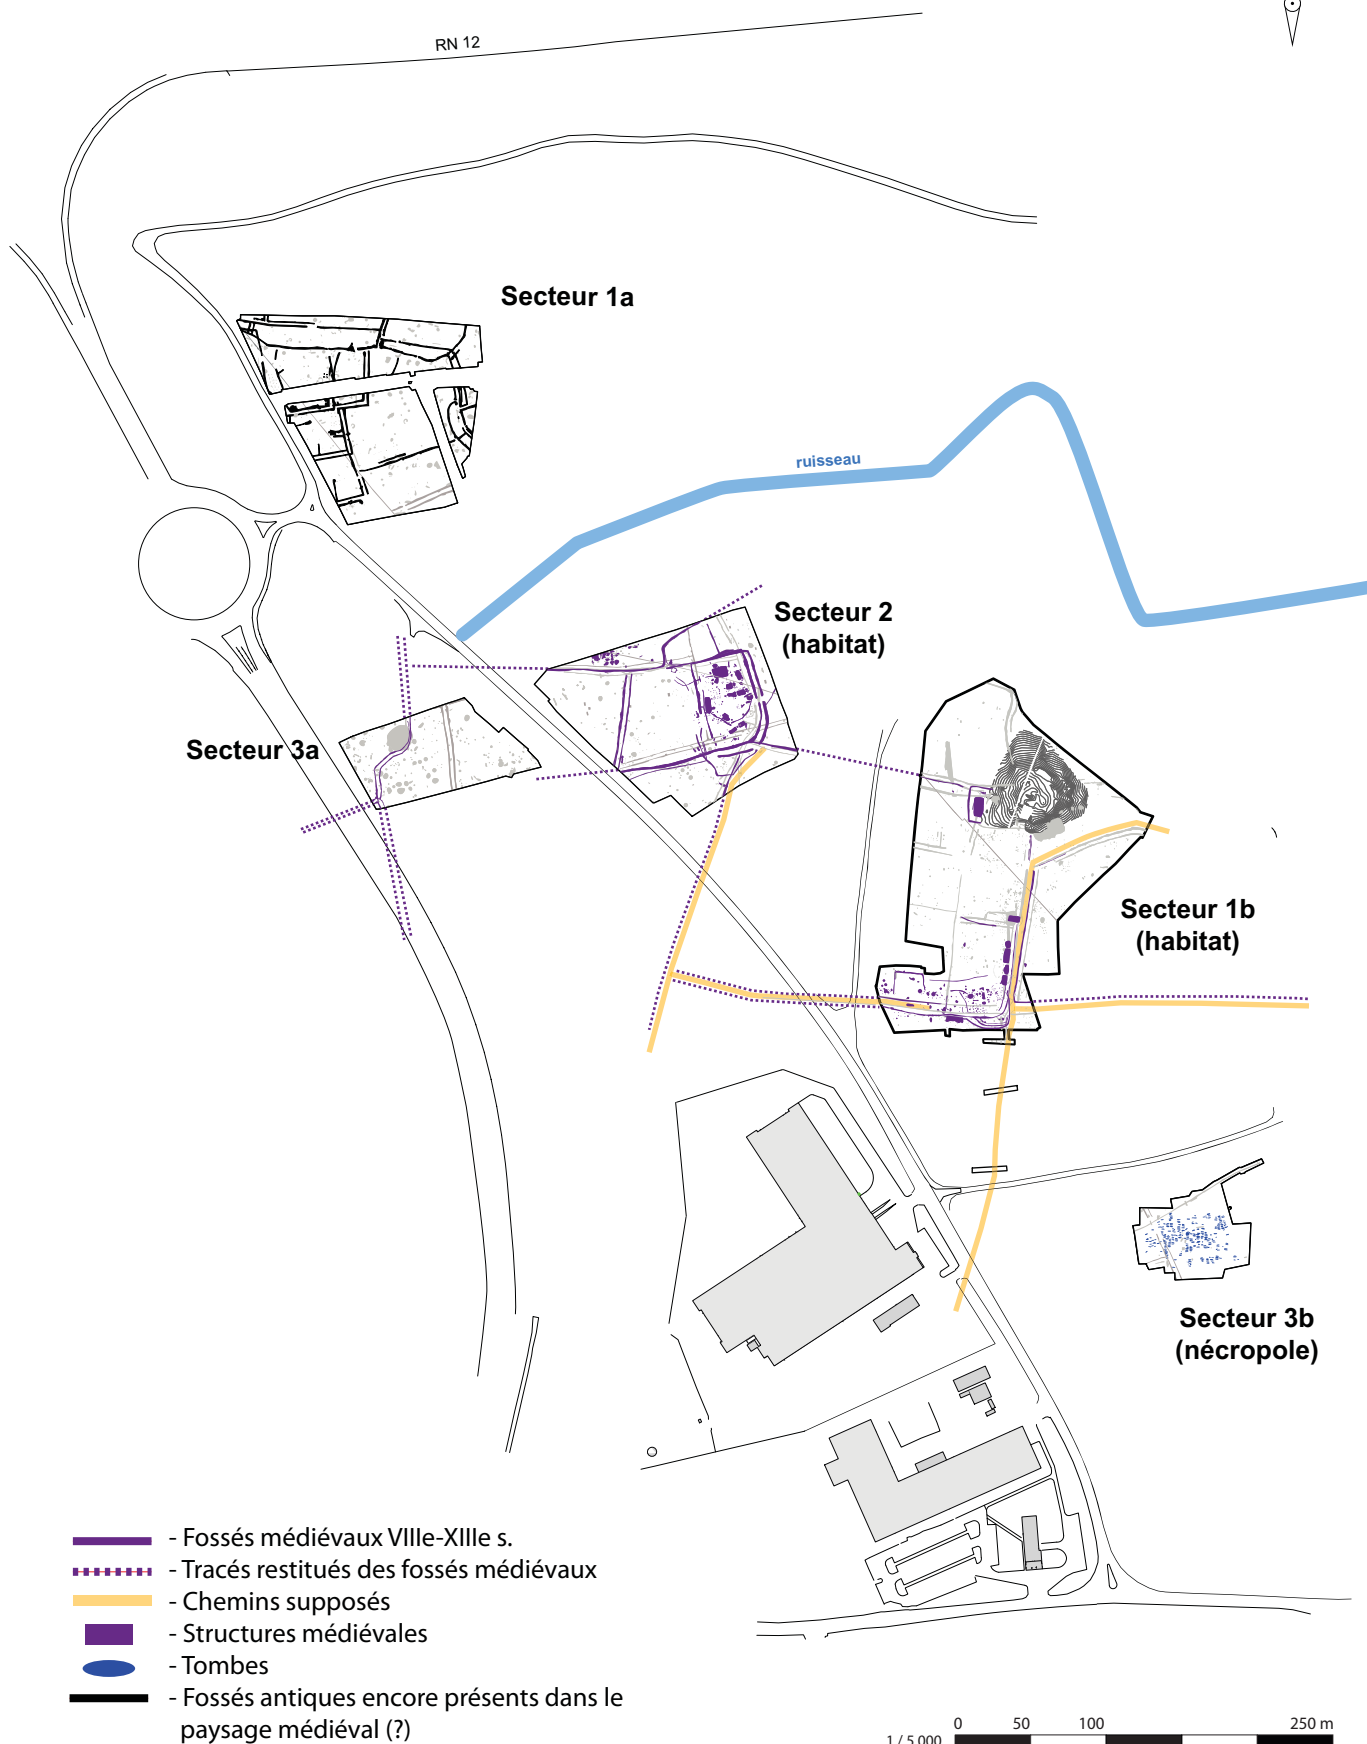 RN 12
Secteur 1a
ruisseau
Secteur 2
(habitat)
Secteur 3a
Secteur 1b
(habitat)
Secteur 3b
(nécropole)
- Fossés médiévaux VIIIe-XIIIe s.
- Tracés restitués des fossés médiévaux
- Chemins supposés
- Structures médiévales
- Tombes
- Fossés antiques encore présents dans le
paysage médiéval (?)
0 50 100 250 m
1 / 5 000